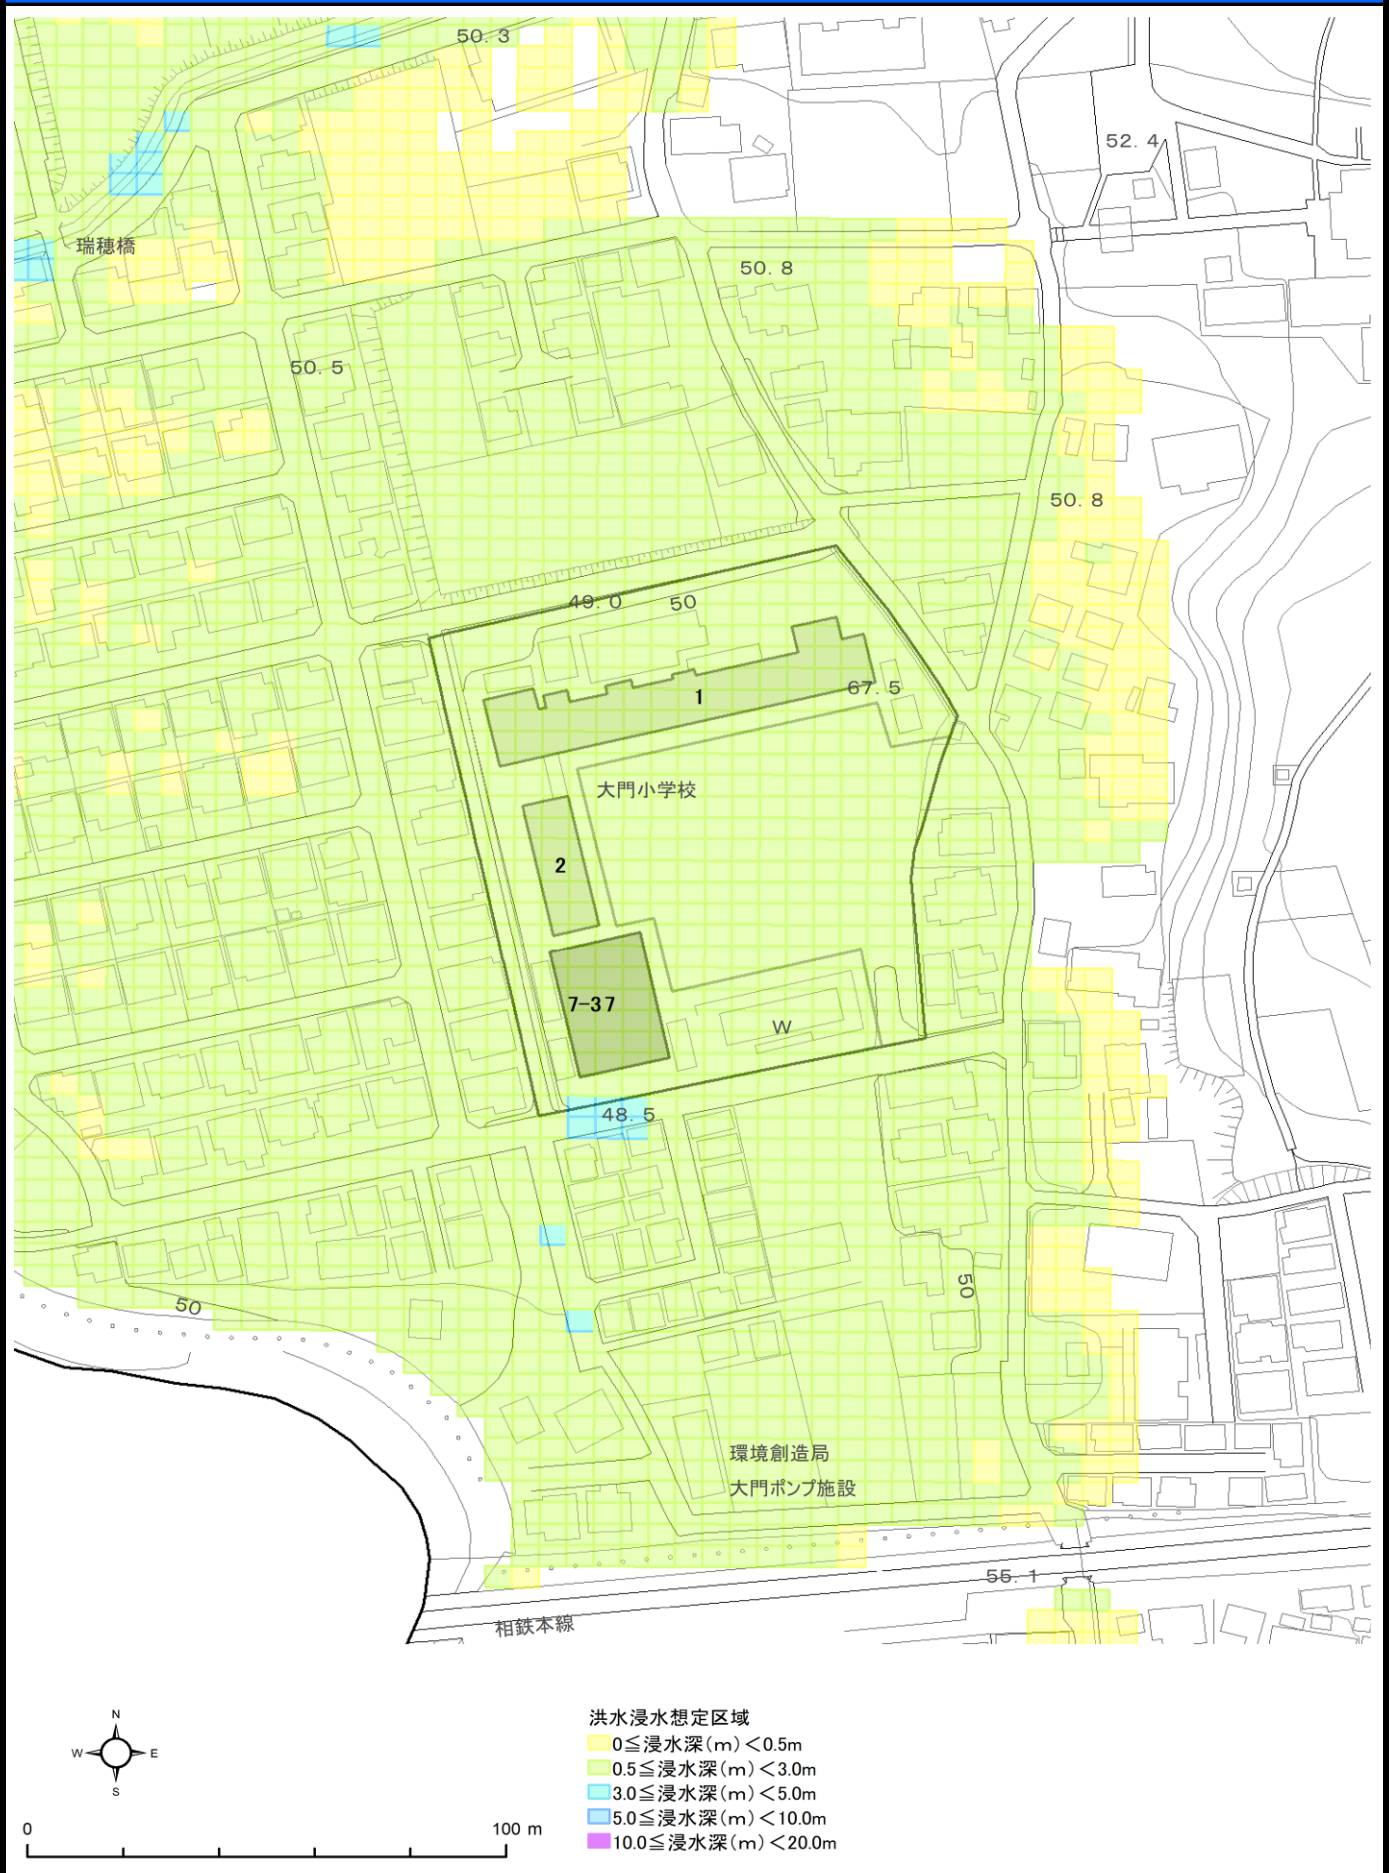 50.3
52.4
瑞穂橋
50.8
50.5
50.8
49.0
50
67.5
1
大門小学校
2
7-37
W
48.5
50
50
環境創造局
大門ポンプ施設
55.1
相鉄本線
N
W E
S
0 100 m
洪水浸水想定区域
0≦浸水深(m)<0.5m
0.5≦浸水深(m)<3.0m
3.0≦浸水深(m)<5.0m
5.0≦浸水深(m)<10.0m
10.0≦浸水深(m)<20.0m